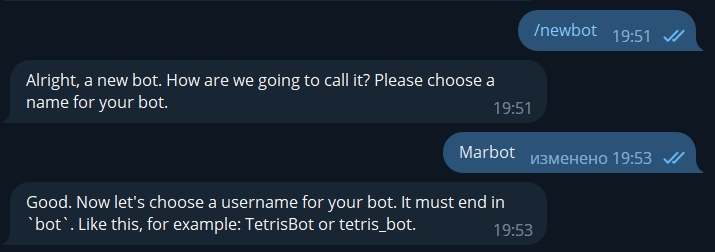 /newbot 19:51
Alright, a new bot. How are we going to call it? Please choose a
name for your bot.
19:51
Marbot изменено 19:53
Good. Now let's choose a username for your bot. It must end in
`bot`. Like this, for example: TetrisBot or tetris_bot.
19:53